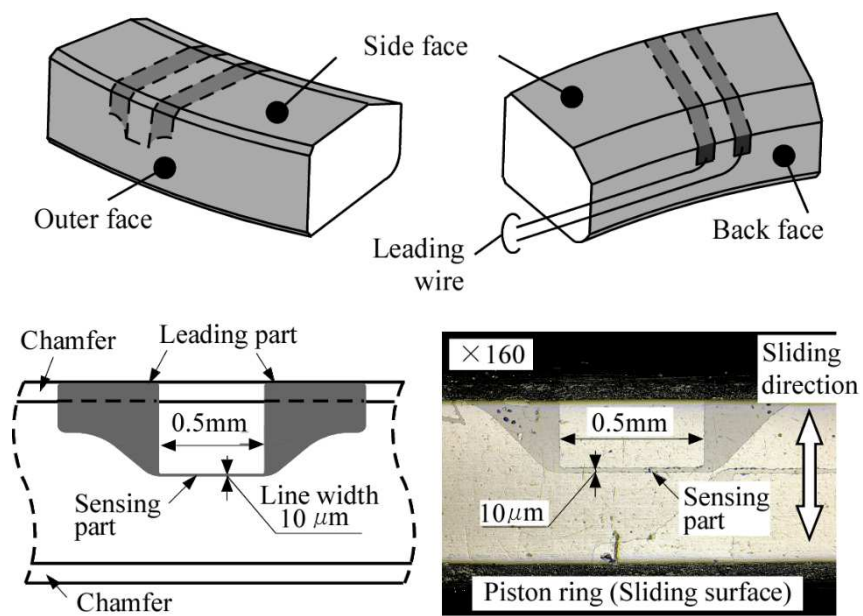 Side face
Outer face
Leading
wire
Back face
Chamfer
Leading part
0.5mm
Sensing
part
Line width
10 μm
Chamfer
×160
Sliding
direction
0.5mm
10μm
Sensing
part
Piston ring (Sliding surface)